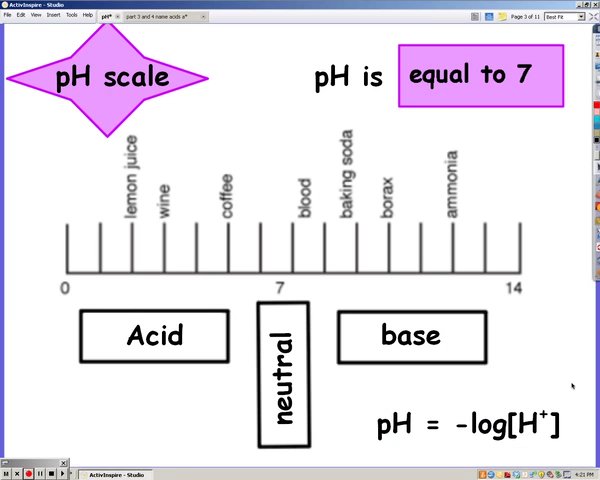 ActivInspire - Studio
File Edit View Insert Tools Help pH* part 3 and 4 name acids a* Page 3 of 11 Best Fit
pH scale
pH is equal to 7
lemon juice
wine
coffee
blood
baking soda
borax
ammonia
0 7 14
Acid
neutral
base
pH = -log[H⁺]
ActivInspire - Studio 4:21 PM